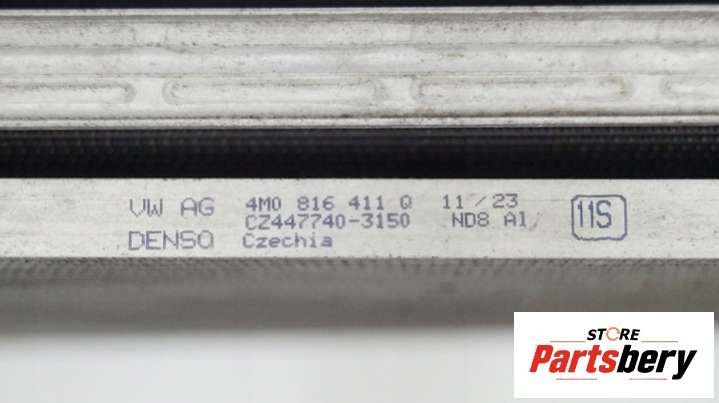 VW AG 4M0 816 411 Q 11/23
CZ447740-3150 ND8 A1/
DENSO Czechia
11S
STORE
Partsbery